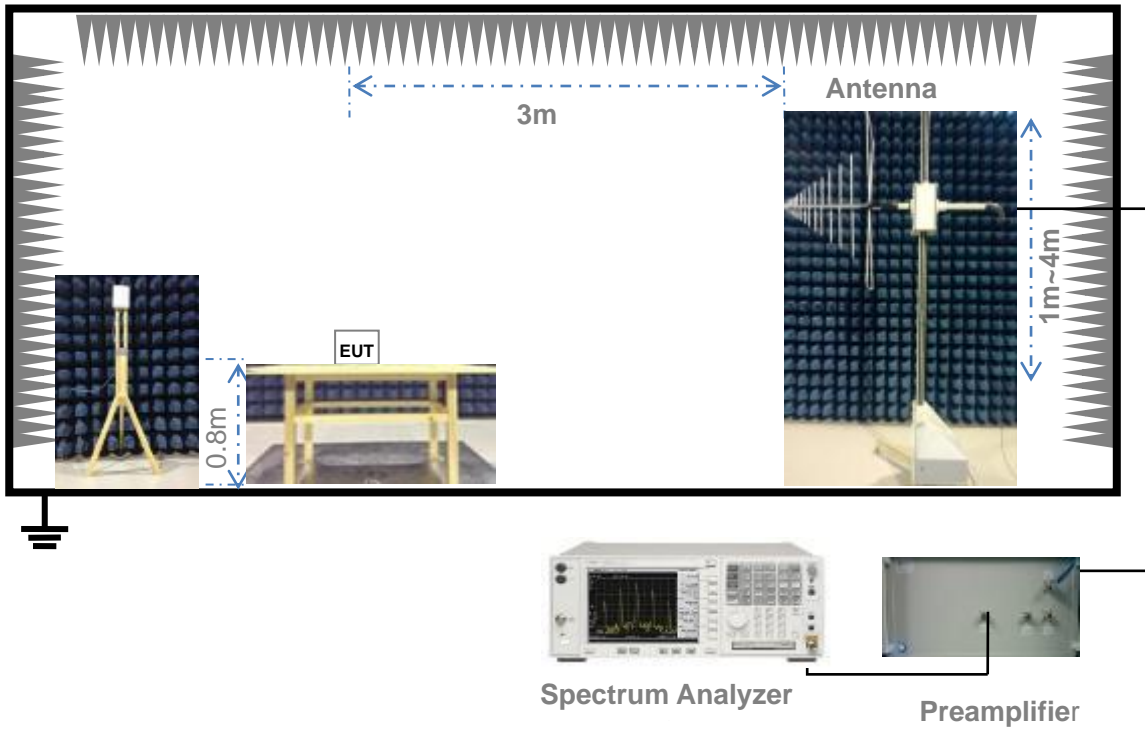 Antenna
3m
1m~4m
EUT
0.8m
Spectrum Analyzer
Preamplifier